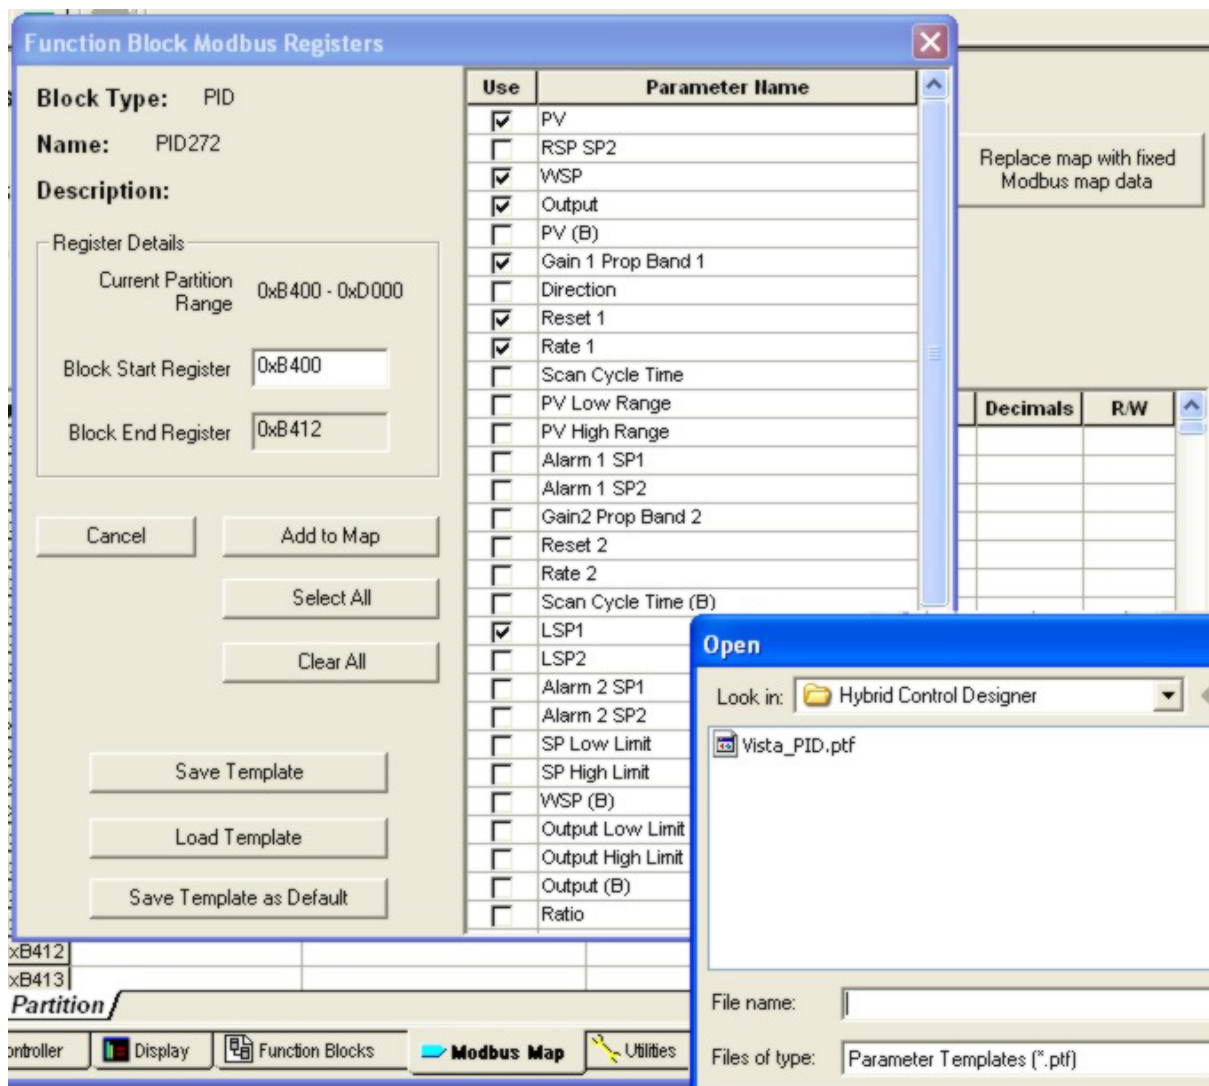 Function Block Modbus Registers
Block Type: PID
Name: PID272
Description:
Register Details
Current Partition
Range
0xB400 - 0xD000
Block Start Register 0xB400
Block End Register 0xB412
Cancel
Add to Map
Select All
Clear All
Save Template
Load Template
Save Template as Default
Use Parameter Name
PV
RSP SP2
WSP
Output
PV (B)
Gain 1 Prop Band 1
Direction
Reset 1
Rate 1
Scan Cycle Time
PV Low Range
PV High Range
Alarm 1 SP1
Alarm 1 SP2
Gain2 Prop Band 2
Reset 2
Rate 2
Scan Cycle Time (B)
LSP1
LSP2
Alarm 2 SP1
Alarm 2 SP2
SP Low Limit
SP High Limit
WSP (B)
Output Low Limit
Output High Limit
Output (B)
Ratio
Replace map with fixed
Modbus map data
Decimals R/W
Open
Look in: Hybrid Control Designer
Vista_PID.ptf
File name:
Files of type: Parameter Templates (*.ptf)
xB412
xB413
Partition
ontroller Display Function Blocks Modbus Map Utilities